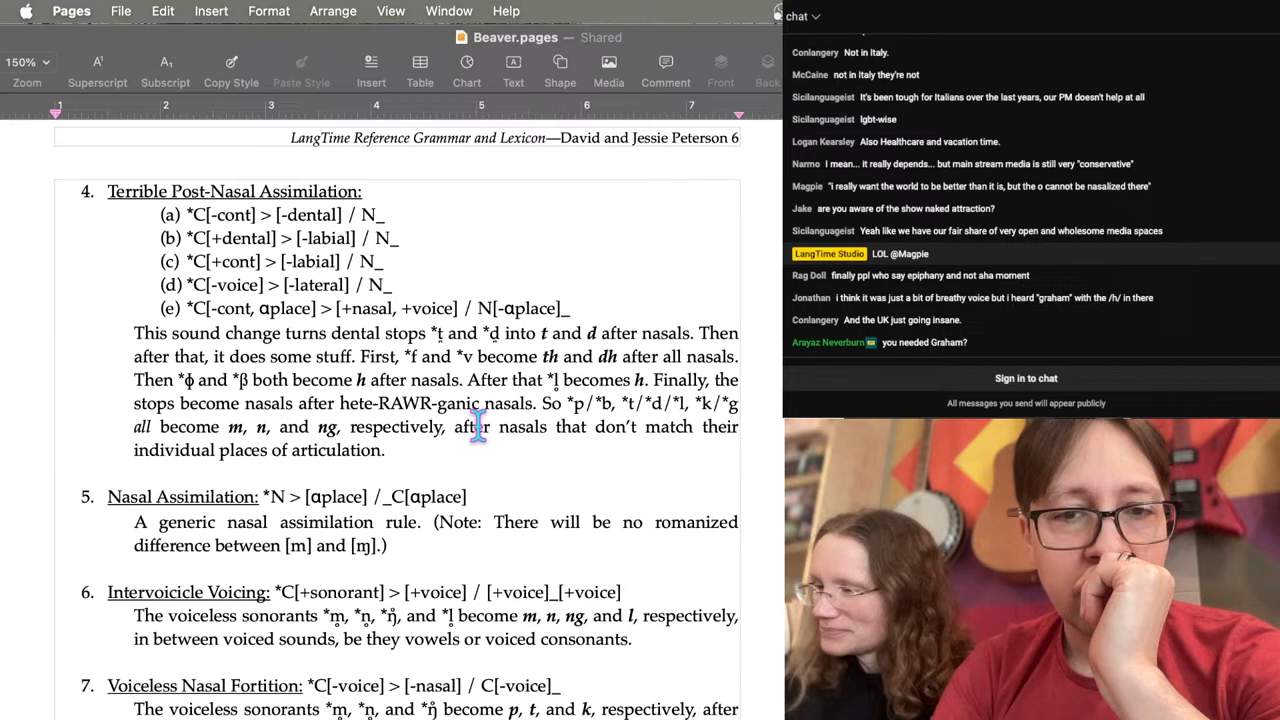 Pages File Edit Insert Format Arrange View Window Help
Beaver.pages — Shared
150%
Zoom Superscript Subscript Copy Style Paste Style Insert Table Chart Text Shape Media Comment Front Back
1 2 3 4 5 6 7
LangTime Reference Grammar and Lexicon—David and Jessie Peterson 6
4. Terrible Post-Nasal Assimilation:
(a) *C[-cont] > [-dental] / N_
(b) *C[+dental] > [-labial] / N_
(c) *C[+cont] > [-labial] / N_
(d) *C[-voice] > [-lateral] / N_
(e) *C[-cont, ɑplace] > [+nasal, +voice] / N[-ɑplace]_
This sound change turns dental stops *t̪ and *d̪ into t and d after nasals. Then
after that, it does some stuff. First, *f and *v become th and dh after all nasals.
Then *ɸ and *β both become h after nasals. After that *l̥ becomes h. Finally, the
stops become nasals after hete-RAWR-ganic nasals. So *p/*b, *t/*d/*l, *k/*g
all become m, n, and ng, respectively, after nasals that don't match their
individual places of articulation.
5. Nasal Assimilation: *N > [ɑplace] /_C[ɑplace]
A generic nasal assimilation rule. (Note: There will be no romanized
difference between [m] and [ɱ].)
6. Intervoicicle Voicing: *C[+sonorant] > [+voice] / [+voice]_[+voice]
The voiceless sonorants *m̥, *n̥, *ŋ̊, and *l̥ become m, n, ng, and l, respectively,
in between voiced sounds, be they vowels or voiced consonants.
7. Voiceless Nasal Fortition: *C[-voice] > [-nasal] / C[-voice]_
The voiceless sonorants *m̥, *n̥, and *ŋ̊ become p, t, and k, respectively, after
chat
Conlangery Not in Italy.
McCaine not in Italy they're not
Sicilanguageist It's been tough for Italians over the last years, our PM doesn't help at all
Sicilanguageist lgbt-wise
Logan Kearsley Also Healthcare and vacation time.
Narmo I mean... it really depends... but main stream media is still very "conservative"
Magpie "i really want the world to be better than it is, but the o cannot be nasalized there"
Jake are you aware of the show naked attraction?
Sicilanguageist Yeah like we have our fair share of very open and wholesome media spaces
LangTime Studio LOL @Magpie
Rag Doll finally ppl who say epiphany and not aha moment
Jonathan i think it was just a bit of breathy voice but i heard "graham" with the /h/ in there
Conlangery And the UK just going insane.
Arayaz Neverburn you needed Graham?
Sign in to chat
All messages you send will appear publicly